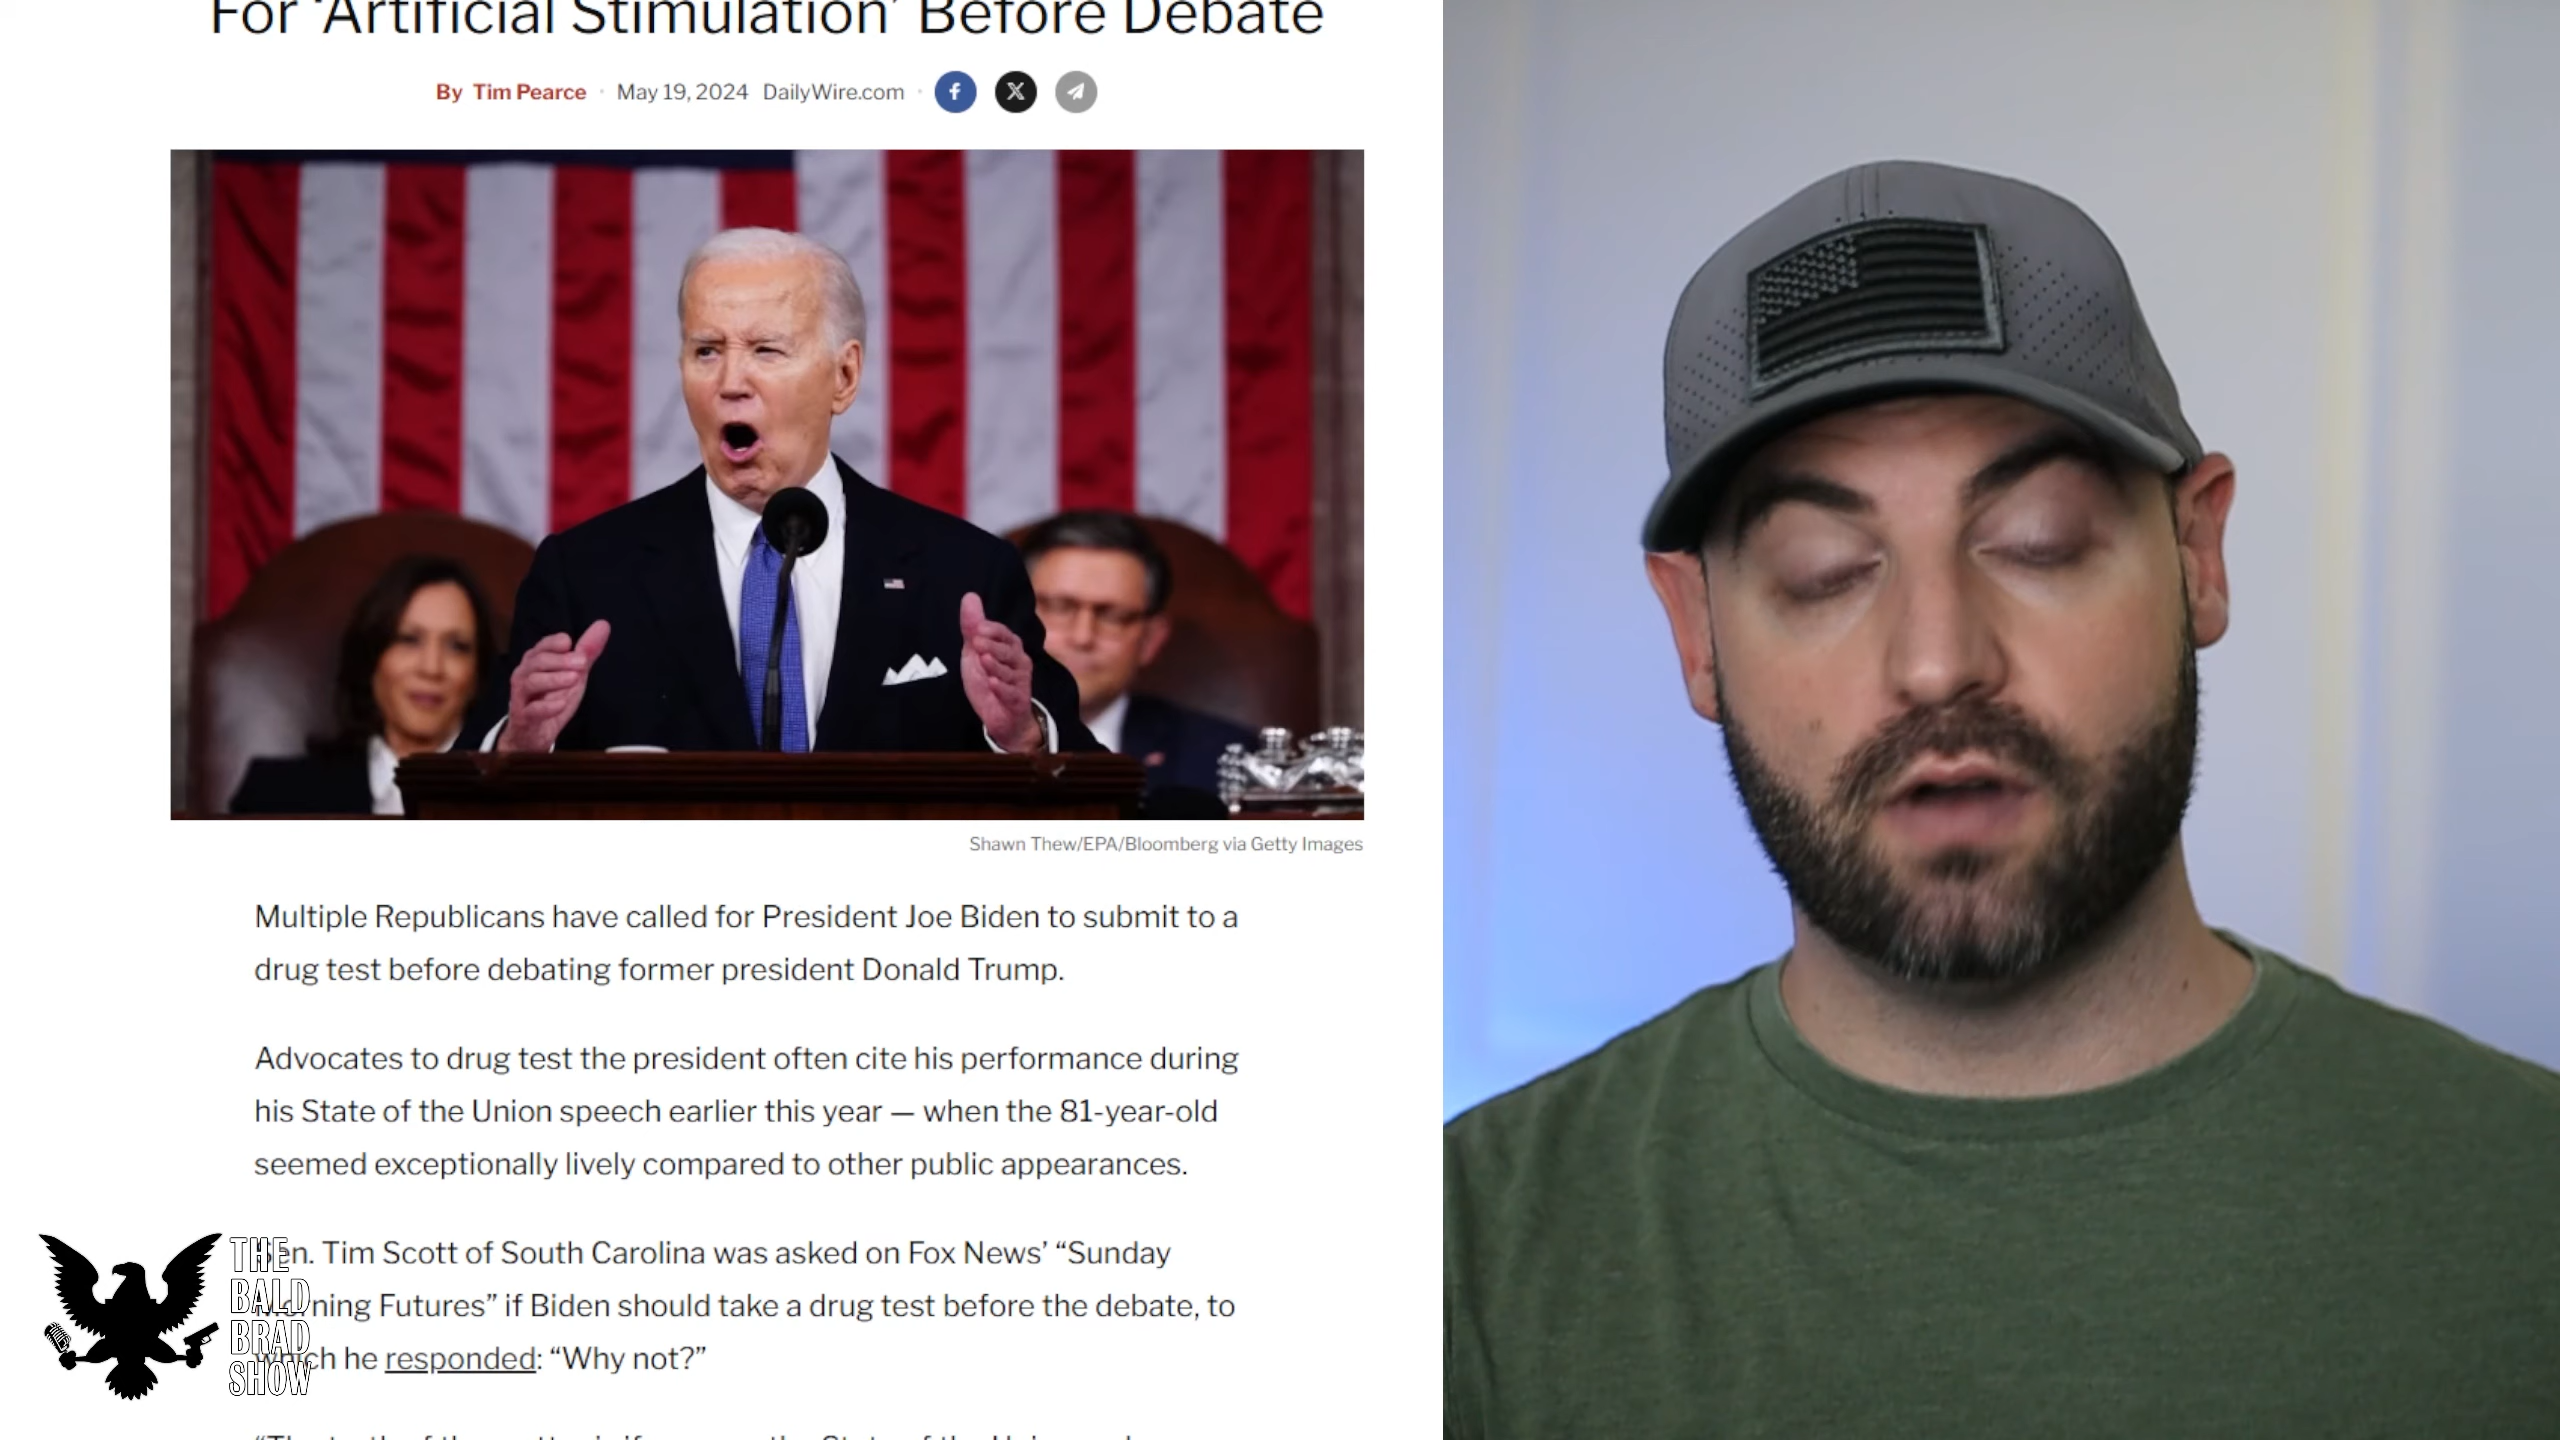 For ‘Artificial Stimulation’ Before Debate
By Tim Pearce · May 19, 2024 DailyWire.com ·
Shawn Thew/EPA/Bloomberg via Getty Images
Multiple Republicans have called for President Joe Biden to submit to a
drug test before debating former president Donald Trump.
Advocates to drug test the president often cite his performance during
his State of the Union speech earlier this year — when the 81-year-old
seemed exceptionally lively compared to other public appearances.
Sen. Tim Scott of South Carolina was asked on Fox News’ “Sunday
Morning Futures” if Biden should take a drug test before the debate, to
which he responded: “Why not?”
THE
BALD
BRAD
SHOW